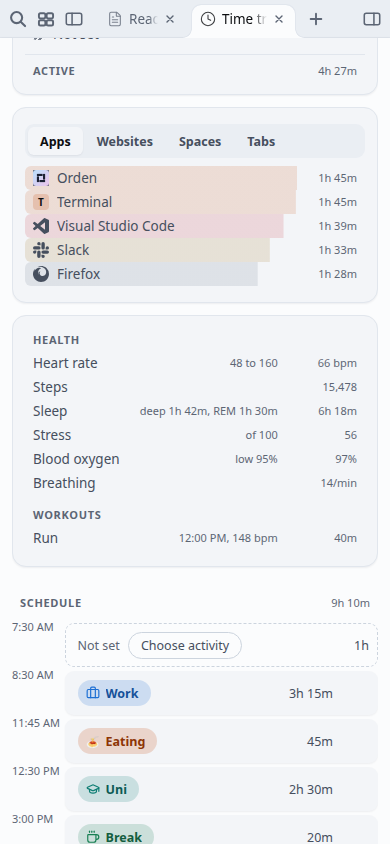 Time tr
ACTIVE 4h 27m
Apps Websites Spaces Tabs
Orden 1h 45m
T Terminal 1h 45m
Visual Studio Code 1h 39m
Slack 1h 33m
Firefox 1h 28m
HEALTH
Heart rate 48 to 160 66 bpm
Steps 15,478
Sleep deep 1h 42m, REM 1h 30m 6h 18m
Stress of 100 56
Blood oxygen low 95% 97%
Breathing 14/min
WORKOUTS
Run 12:00 PM, 148 bpm 40m
SCHEDULE 9h 10m
7:30 AM
Not set Choose activity 1h
8:30 AM
Work 3h 15m
11:45 AM
Eating 45m
12:30 PM
Uni 2h 30m
3:00 PM
Break 20m